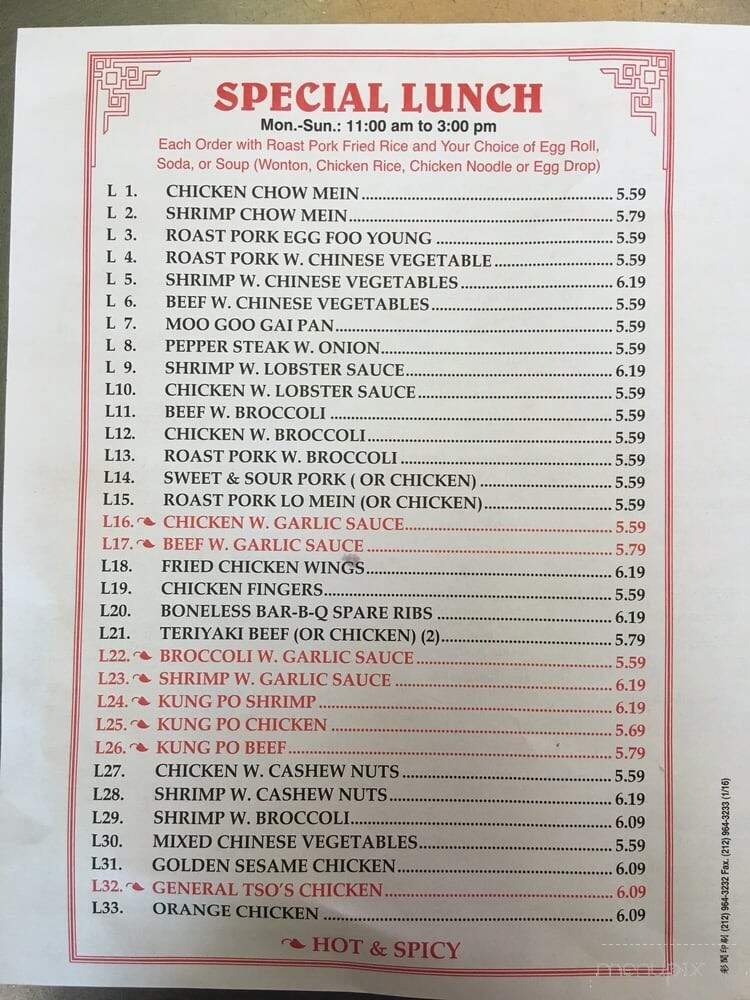 SPECIAL LUNCH
Mon.-Sun.: 11:00 am to 3:00 pm
Each Order with Roast Pork Fried Rice and Your Choice of Egg Roll,
Soda, or Soup (Wonton, Chicken Rice, Chicken Noodle or Egg Drop)
L 1. CHICKEN CHOW MEIN 5.59
L 2. SHRIMP CHOW MEIN 5.79
L 3. ROAST PORK EGG FOO YOUNG 5.59
L 4. ROAST PORK W. CHINESE VEGETABLE 5.59
L 5. SHRIMP W. CHINESE VEGETABLES 6.19
L 6. BEEF W. CHINESE VEGETABLES 5.59
L 7. MOO GOO GAI PAN 5.59
L 8. PEPPER STEAK W. ONION 5.59
L 9. SHRIMP W. LOBSTER SAUCE 6.19
L10. CHICKEN W. LOBSTER SAUCE 5.59
L11. BEEF W. BROCCOLI 5.59
L12. CHICKEN W. BROCCOLI 5.59
L13. ROAST PORK W. BROCCOLI 5.59
L14. SWEET & SOUR PORK ( OR CHICKEN) 5.59
L15. ROAST PORK LO MEIN (OR CHICKEN) 5.59
L16. CHICKEN W. GARLIC SAUCE 5.59
L17. BEEF W. GARLIC SAUCE 5.79
L18. FRIED CHICKEN WINGS 6.19
L19. CHICKEN FINGERS 5.59
L20. BONELESS BAR-B-Q SPARE RIBS 6.19
L21. TERIYAKI BEEF (OR CHICKEN) (2) 5.79
L22. BROCCOLI W. GARLIC SAUCE 5.59
L23. SHRIMP W. GARLIC SAUCE 6.19
L24. KUNG PO SHRIMP 6.19
L25. KUNG PO CHICKEN 5.69
L26. KUNG PO BEEF 5.79
L27. CHICKEN W. CASHEW NUTS 5.59
L28. SHRIMP W. CASHEW NUTS 6.19
L29. SHRIMP W. BROCCOLI 6.09
L30. MIXED CHINESE VEGETABLES 5.59
L31. GOLDEN SESAME CHICKEN 6.09
L32. GENERAL TSO'S CHICKEN 6.09
L33. ORANGE CHICKEN 6.09
HOT & SPICY
(212) 964-3232 Fax. (212) 964-3233 (1/16)
menupix